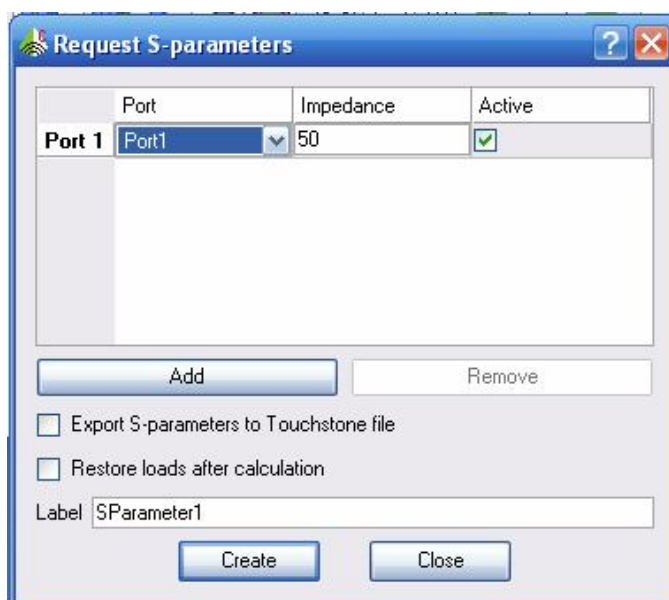 Request S-parameters
Port Impedance Active
Port 1 Port1 50
Add Remove
Export S-parameters to Touchstone file
Restore loads after calculation
Label SParameter1
Create Close